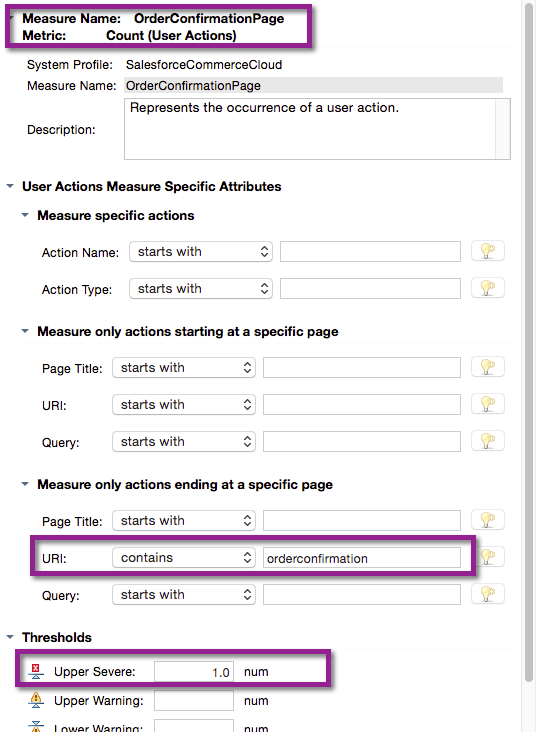 Measure Name: OrderConfirmationPage
Metric: Count (User Actions)
System Profile: SalesforceCommerceCloud
Measure Name: OrderConfirmationPage
Description: Represents the occurrence of a user action.
User Actions Measure Specific Attributes
Measure specific actions
Action Name: starts with
Action Type: starts with
Measure only actions starting at a specific page
Page Title: starts with
URI: starts with
Query: starts with
Measure only actions ending at a specific page
Page Title: starts with
URI: contains orderconfirmation
Query: starts with
Thresholds
Upper Severe: 1.0 num
Upper Warning: num
Lower Warning: num